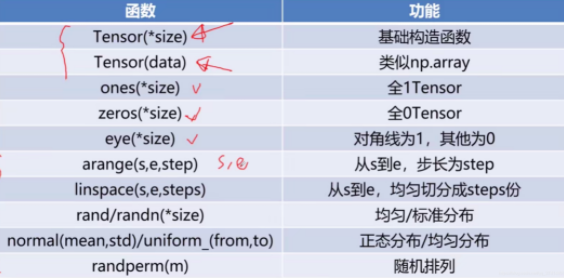 函数 功能
Tensor(*size) 基础构造函数
Tensor(data) 类似np.array
ones(*size) 全1Tensor
zeros(*size) 全0Tensor
eye(*size) 对角线为1，其他为0
arange(s,e,step) s,e 从s到e，步长为step
linspace(s,e,steps) 从s到e，均匀切分成steps份
rand/randn(*size) 均匀/标准分布
normal(mean,std)/uniform_(from,to) 正态分布/均匀分布
randperm(m) 随机排列